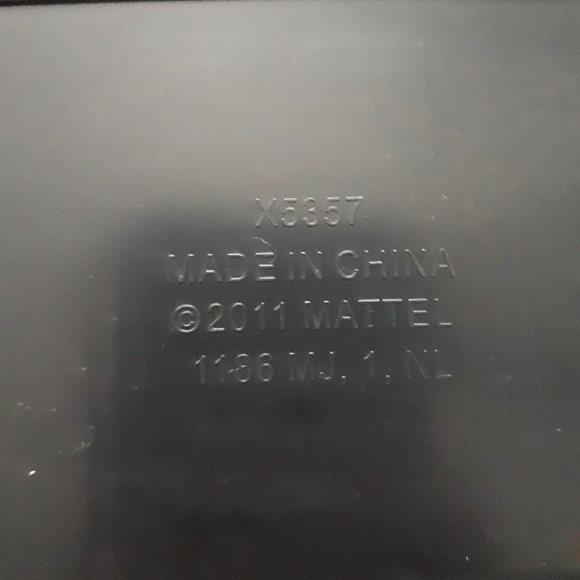 X5357
MADE IN CHINA
©2011 MATTEL
1186 MJ, 1, NL